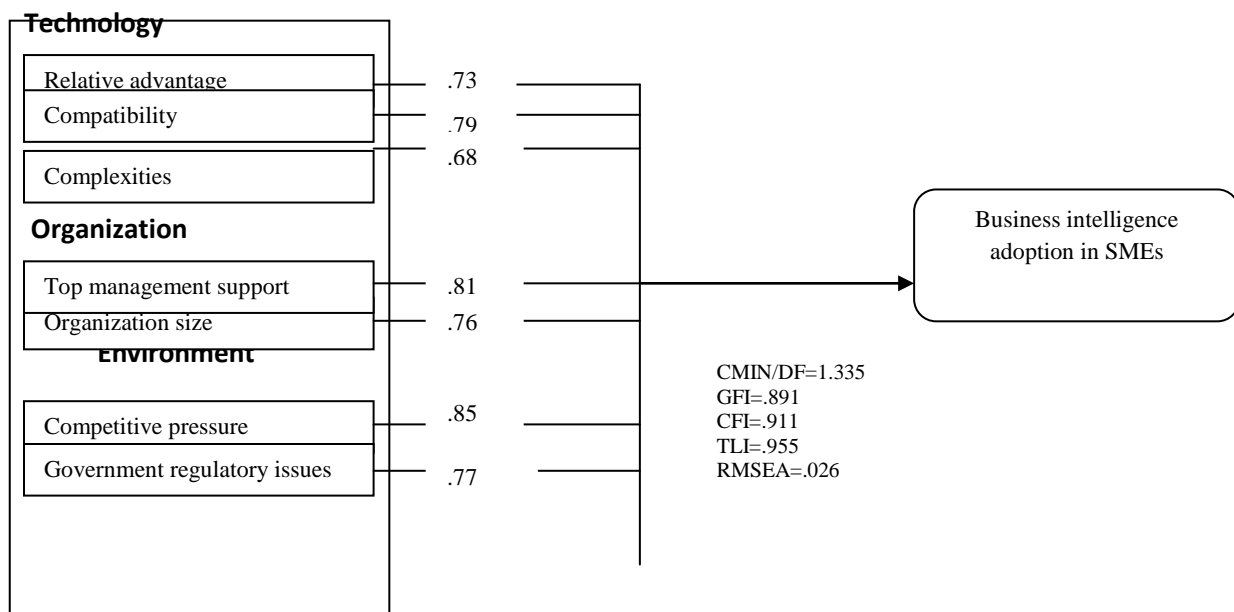 Technology
Relative advantage
.73
Compatibility
.79
.68
Complexities
Organization
Top management support
.81
Organization size
.76
Environment
Competitive pressure
.85
Government regulatory issues
.77
Business intelligence
adoption in SMEs
CMIN/DF=1.335
GFI=.891
CFI=.911
TLI=.955
RMSEA=.026